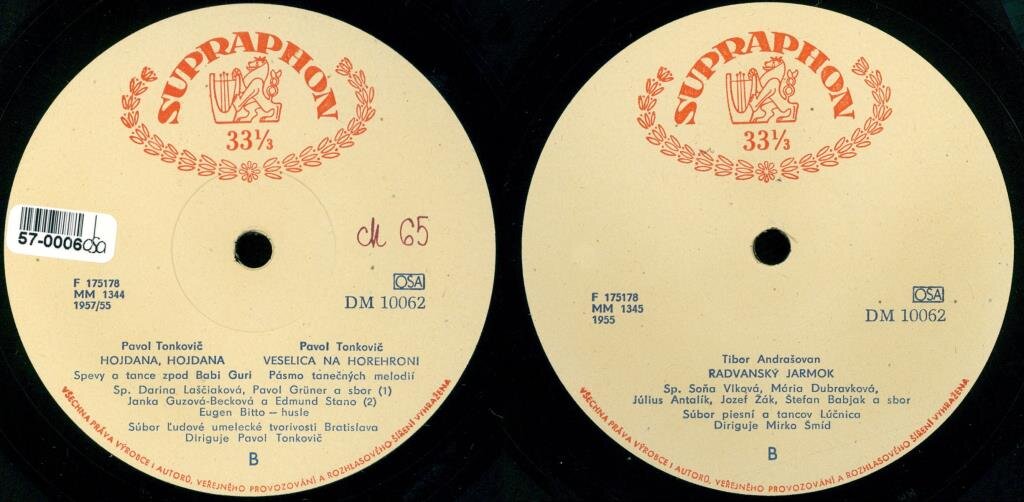 SUPRAPHON
33⅓
57-0006
ch 65
F 175178
MM 1344
1957/55
OSA
DM 10062
Pavol Tonkovič
HOJDANA, HOJDANA
Spevy a tance zpod Babi Guri
Pavol Tonkovič
VESELICA NA HOREHRONI
Pásmo tanečných melodií
Sp. Darina Laščiaková, Pavol Grüner a sbor (1)
Janka Guzová-Becková a Edmund Stano (2)
Eugen Bitto – husle
Súbor Ľudové umelecké tvorivosti Bratislava
Diriguje Pavol Tonkovič
B
VŠECHNA PRÁVA VÝROBCE I AUTORŮ, VEŘEJNÉHO PROVOZOVÁNÍ A ROZHLASOVÉHO ŠÍŘENÍ VYHRAŽENA
SUPRAPHON
33⅓
F 175178
MM 1345
1955
OSA
DM 10062
Tibor Andrašovan
RADVANSKÝ JARMOK
Sp. Soňa Vlková, Mária Dubravková,
Július Antalík, Jozef Žák, Štefan Babjak a sbor
Súbor piesní a tancov Lúčnica
Diriguje Mirko Šmíd
B
VŠECHNA PRÁVA VÝROBCE I AUTORŮ, VEŘEJNÉHO PROVOZOVÁNÍ A ROZHLASOVÉHO ŠÍŘENÍ VYHRAŽENA